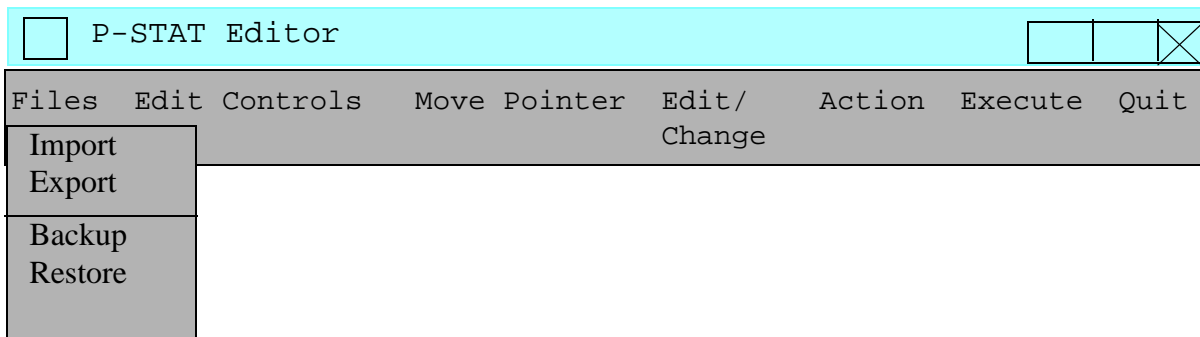 P-STAT Editor
Files Edit Controls Move Pointer Edit/ Action Execute Quit
Change
Import
Export
Backup
Restore